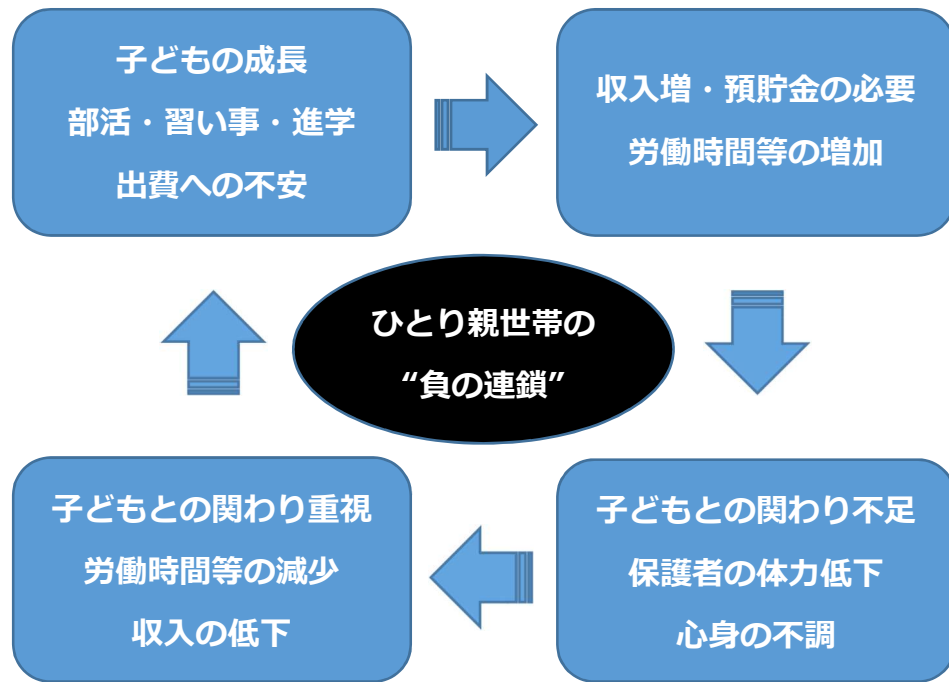 子どもの成長
部活・習い事・進学
出費への不安
収入増・預貯金の必要
労働時間等の増加
ひとり親世帯の
“負の連鎖”
子どもとの関わり重視
労働時間等の減少
収入の低下
子どもとの関わり不足
保護者の体力低下
心身の不調